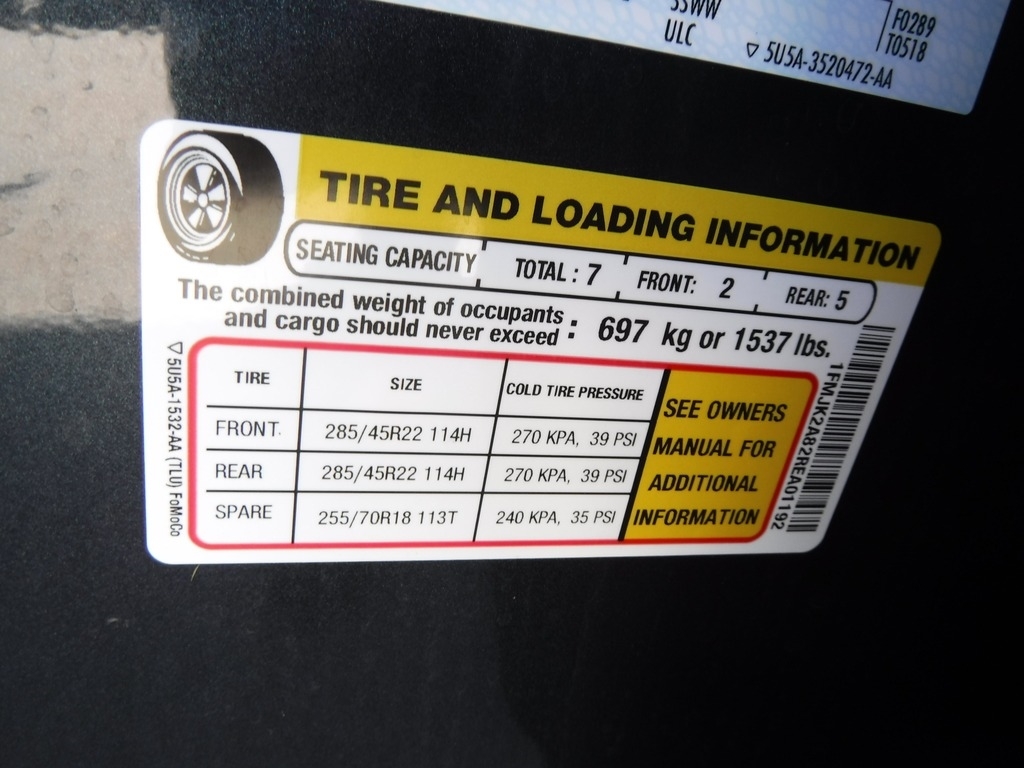 55WW
ULC
5U5A-3520472-AA
F0289
T0518
TIRE AND LOADING INFORMATION
SEATING CAPACITY TOTAL : 7 FRONT: 2 REAR: 5
The combined weight of occupants
and cargo should never exceed : 697 kg or 1537 lbs.
TIRE SIZE COLD TIRE PRESSURE
FRONT 285/45R22 114H 270 KPA, 39 PSI
REAR 285/45R22 114H 270 KPA, 39 PSI
SPARE 255/70R18 113T 240 KPA, 35 PSI
SEE OWNERS
MANUAL FOR
ADDITIONAL
INFORMATION
5U5A-1532-AA (TLU) FoMoCo
1FMJK2A82REA01192